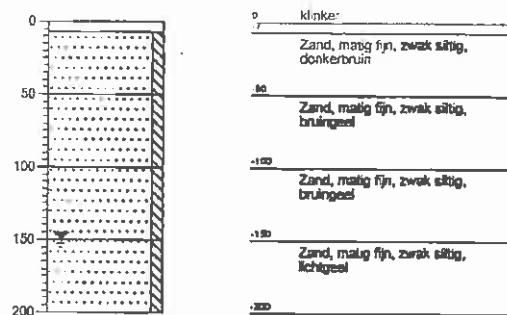 0
50
100
150
200
0
klinker
-7
Zand, matig fijn, zwak siltig,
donkerbruin
-50
Zand, matig fijn, zwak siltig,
bruingeel
-100
Zand, matig fijn, zwak siltig,
bruingeel
-150
Zand, matig fijn, zwak siltig,
lichtgeel
-200